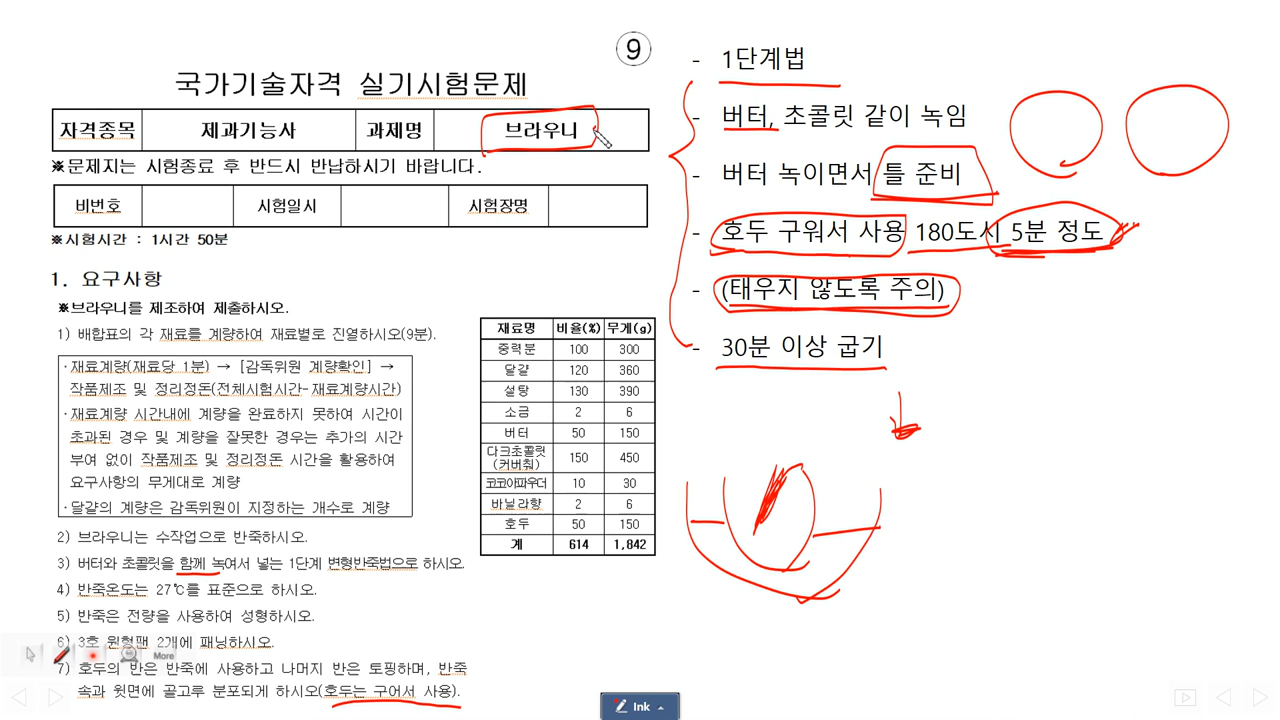 9
국가기술자격 실기시험문제
자격종목 제과기능사 과제명 브라우니
※문제지는 시험종료 후 반드시 반납하시기 바랍니다.
비번호 시험일시 시험장명
※시험시간 : 1시간 50분
1. 요구사항
※브라우니를 제조하여 제출하시오.
1) 배합표의 각 재료를 계량하여 재료별로 진열하시오(9분).
·재료계량(재료당 1분) → [감독위원 계량확인] →
작품제조 및 정리정돈(전체시험시간-재료계량시간)
·재료계량 시간내에 계량을 완료하지 못하여 시간이
초과된 경우 및 계량을 잘못한 경우는 추가의 시간
부여 없이 작품제조 및 정리정돈 시간을 활용하여
요구사항의 무게대로 계량
·달걀의 계량은 감독위원이 지정하는 개수로 계량
2) 브라우니는 수작업으로 반죽하시오.
3) 버터와 초콜릿을 함께 녹여서 넣는 1단계 변형반죽법으로 하시오.
4) 반죽온도는 27℃를 표준으로 하시오.
5) 반죽은 전량을 사용하여 성형하시오.
6) 3호 원형팬 2개에 패닝하시오.
7) 호두의 반은 반죽에 사용하고 나머지 반은 토핑하며, 반죽
속과 윗면에 골고루 분포되게 하시오(호두는 구어서 사용).
재료명 비율(%) 무게(g)
중력분 100 300
달걀 120 360
설탕 130 390
소금 2 6
버터 50 150
다크초콜릿
(커버춰) 150 450
코코아파우더 10 30
바닐라향 2 6
호두 50 150
계 614 1,842
- 1단계법
- 버터, 초콜릿 같이 녹임
- 버터 녹이면서 틀 준비
- 호두 구워서 사용 180도시 5분 정도
- (태우지 않도록 주의)
- 30분 이상 굽기
More
Ink